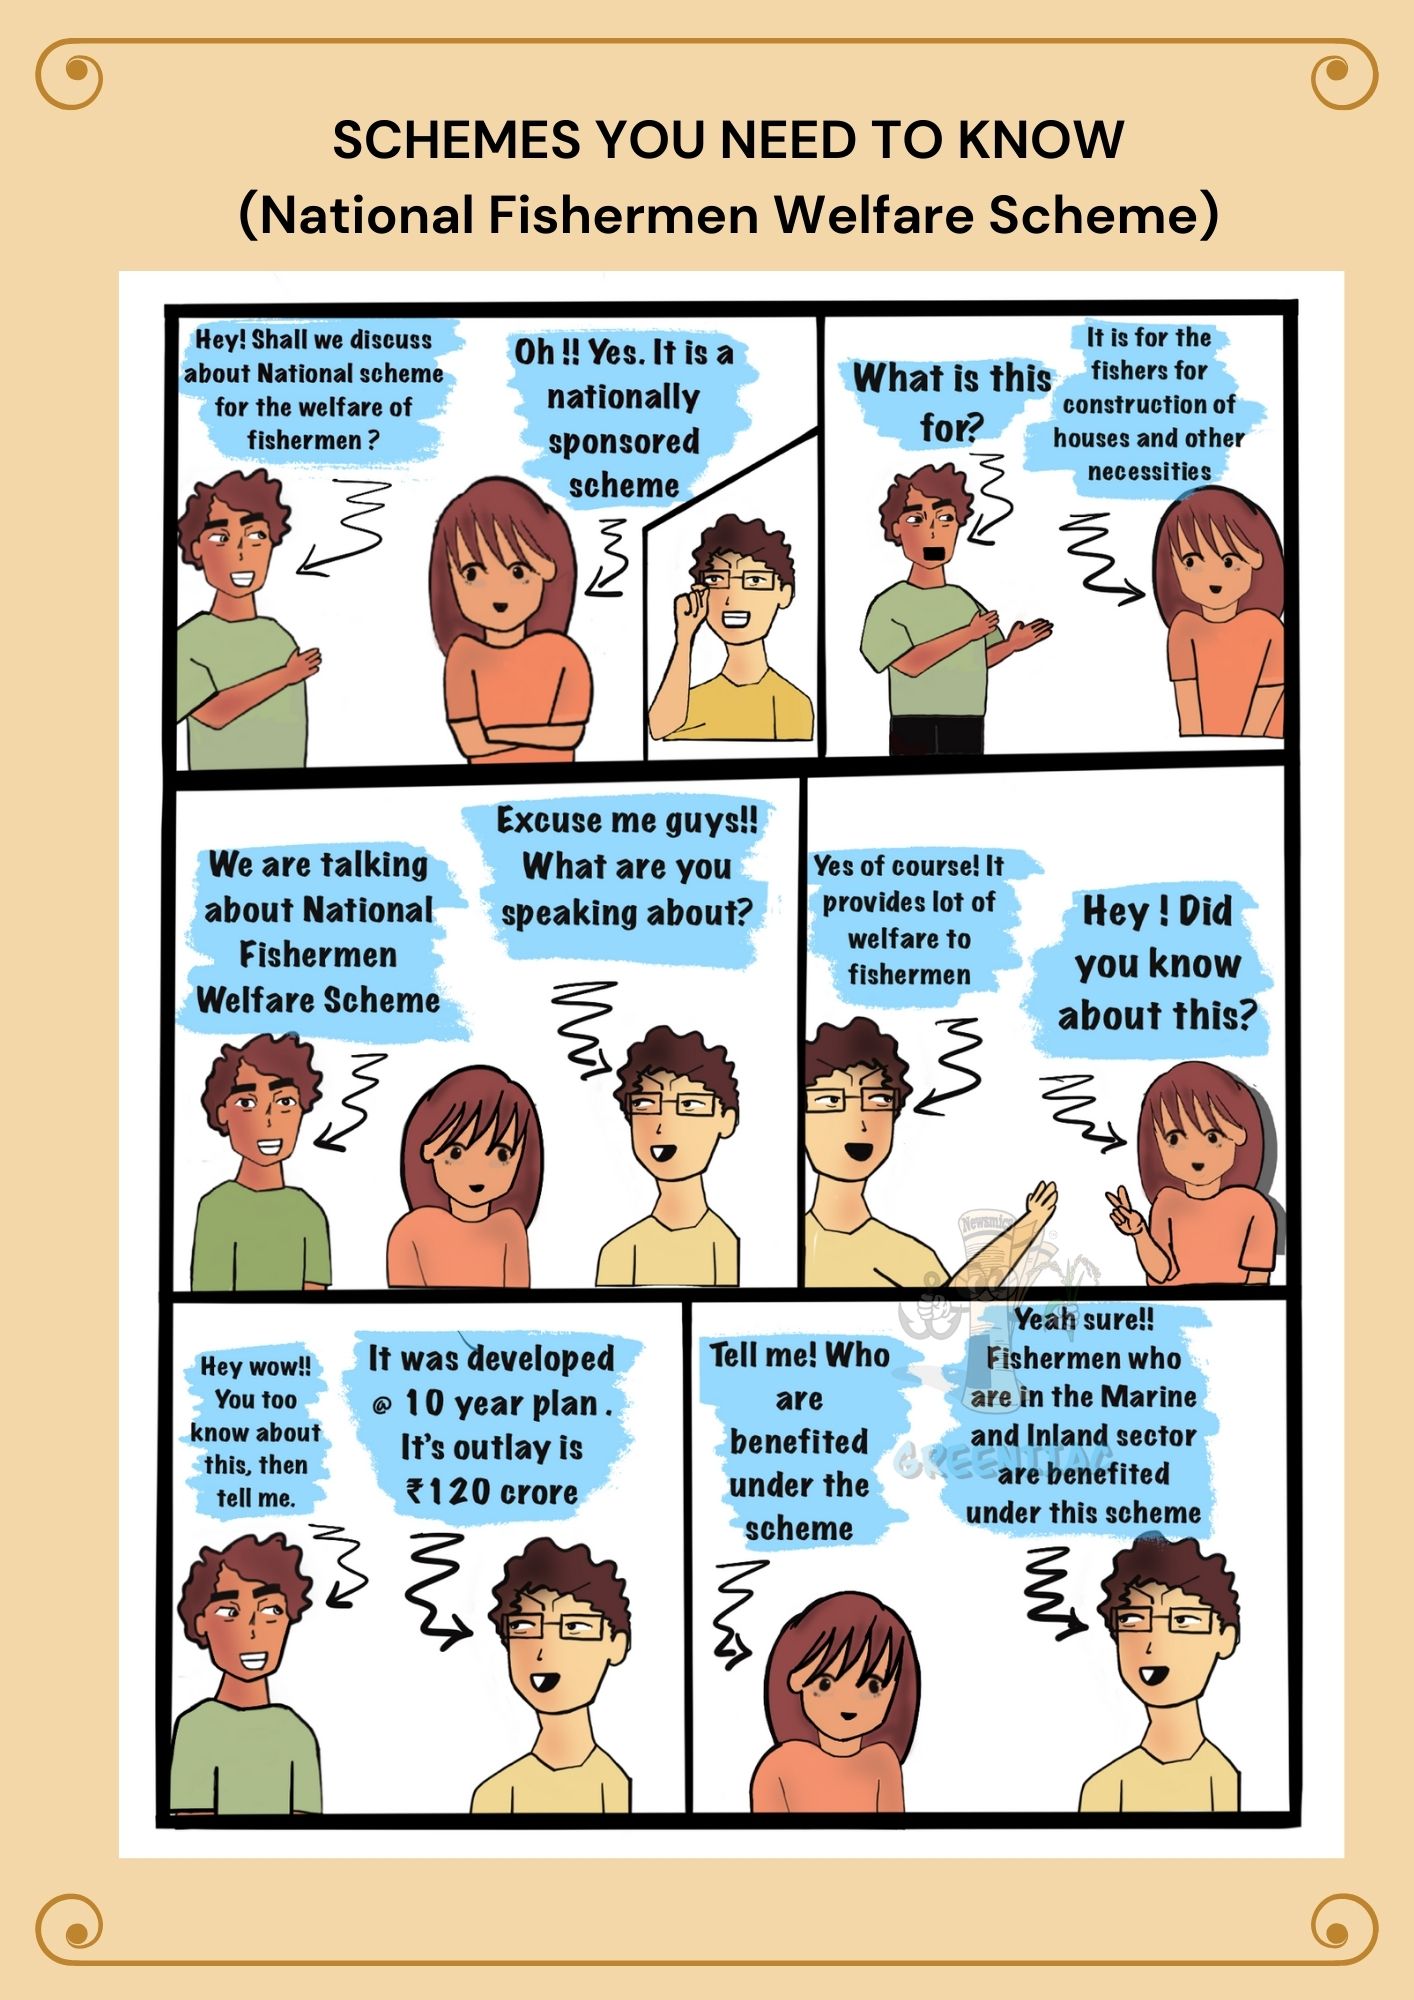 SCHEMES YOU NEED TO KNOW
(National Fishermen Welfare Scheme)
Hey! Shall we discuss
about National scheme
for the welfare of
fishermen ?
Oh !! Yes. It is a
nationally
sponsored
scheme
What is this
for?
It is for the
fishers for
construction of
houses and other
necessities
Excuse me guys!!
What are you
speaking about?
We are talking
about National
Fishermen
Welfare Scheme
Hey ! Did
you know
about this?
Yes of course! It
provides lot of
welfare to
fishermen
Newsmics
Hey wow!!
You too
know about
this, then
tell me.
It was developed
@ 10 year plan .
It's outlay is
₹120 crore
Tell me! Who
are
benefited
under the
scheme
Yeah sure!!
Fishermen who
are in the Marine
and Inland sector
are benefited
under this scheme